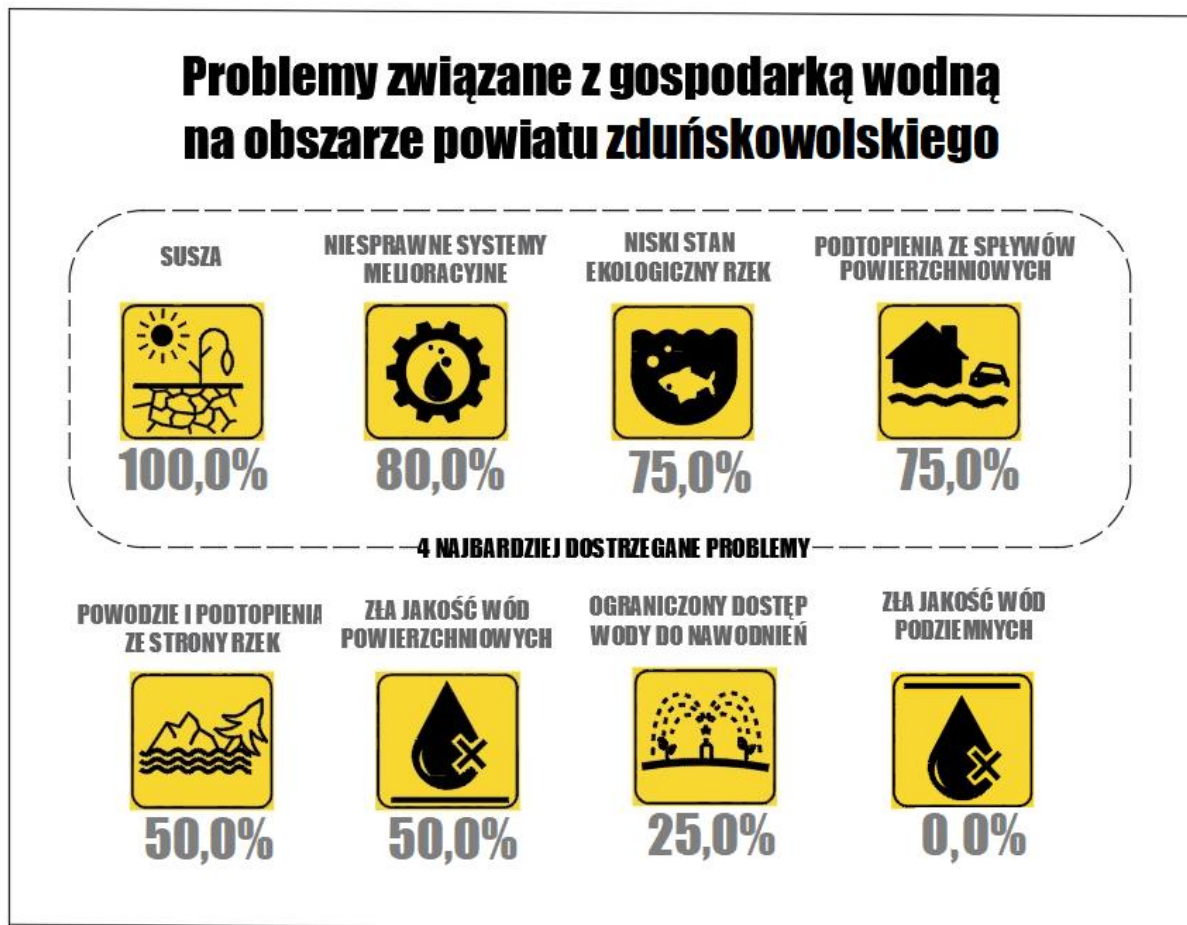 Problemy związane z gospodarką wodną
na obszarze powiatu zduńskowolskiego
SUSZA
NIESPRAWNE SYSTEMY
MELIORACYJNE
NISKI STAN
EKOLOGICZNY RZEK
PODTOPIENIA ZE SPŁYWÓW
POWIERZCHNIOWYCH
100,0%
80,0%
75,0%
75,0%
4 NAJBARDZIEJ DOSTRZEGANE PROBLEMY
POWODZIE I PODTOPIENIA
ZE STRONY RZEK
ZŁA JAKOŚĆ WÓD
POWIERZCHNIOWYCH
OGRANICZONY DOSTĘP
WODY DO NAWODNIEŃ
ZŁA JAKOŚĆ WÓD
PODZIEMNYCH
50,0%
50,0%
25,0%
0,0%